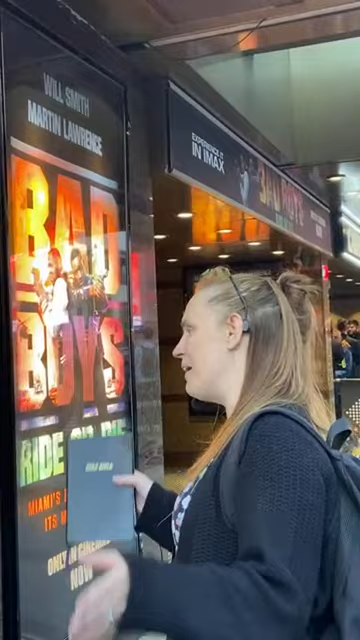 WILL SMITH
MARTIN LAWRENCE
BAD
BOYS
RIDE OR DIE
MIAMI'S
ITS
ONLY IN CINEMAS
NOW
EXPERIENCE IT
IN IMAX
BAD BOYS